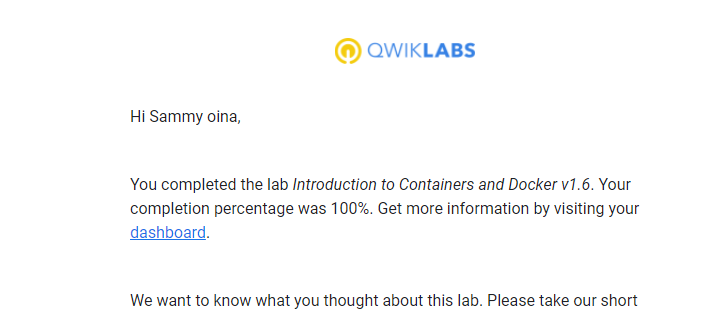 QWIKLABS
Hi Sammy oina,
You completed the lab Introduction to Containers and Docker v1.6. Your
completion percentage was 100%. Get more information by visiting your
dashboard.
We want to know what you thought about this lab. Please take our short